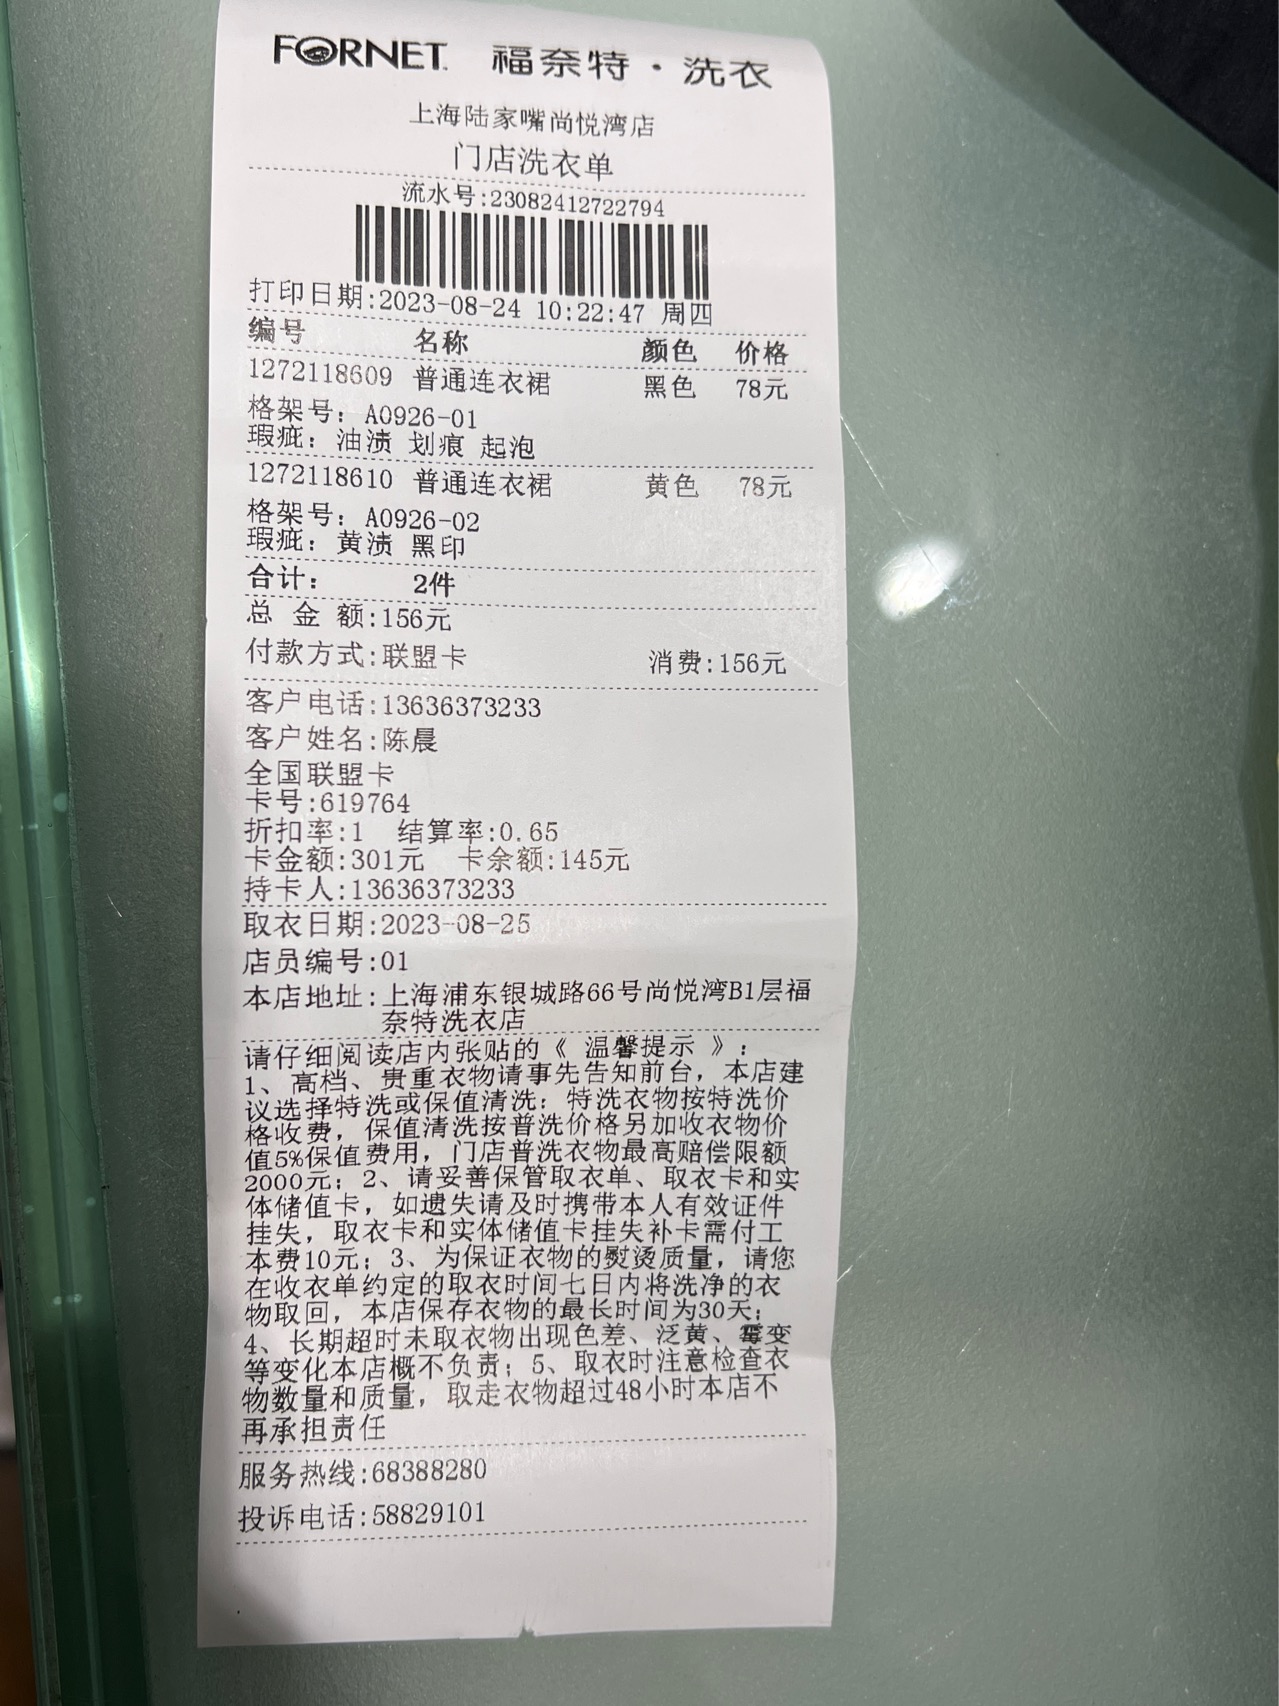 FORNET. 福奈特·洗衣
上海陆家嘴尚悦湾店
门店洗衣单
流水号:23082412722794
打印日期:2023-08-24 10:22:47 周四
编号 名称 颜色 价格
1272118609 普通连衣裙 黑色 78元
格架号: A0926-01
瑕疵: 油渍 划痕 起泡
1272118610 普通连衣裙 黄色 78元
格架号: A0926-02
瑕疵: 黄渍 黑印
合计: 2件
总 金 额:156元
付款方式:联盟卡 消费:156元
客户电话:13636373233
客户姓名:陈晨
全国联盟卡
卡号:619764
折扣率:1 结算率:0.65
卡金额:301元 卡余额:145元
持卡人:13636373233
取衣日期:2023-08-25
店员编号:01
本店地址:上海浦东银城路66号尚悦湾B1层福
奈特洗衣店
请仔细阅读店内张贴的《 温馨提示 》:
1、高档、贵重衣物请事先告知前台，本店建
议选择特洗或保值清洗: 特洗衣物按特洗价
格收费，保值清洗按普洗价格另加收衣物价
值5%保值费用，门店普洗衣物最高赔偿限额
2000元; 2、请妥善保管取衣单、取衣卡和实
体储值卡，如遗失请及时携带本人有效证件
挂失，取衣卡和实体储值卡挂失补卡需付工
本费10元; 3、为保证衣物的熨烫质量，请您
在收衣单约定的取衣时间七日内将洗净的衣
物取回，本店保存衣物的最长时间为30天;
4、长期超时未取衣物出现色差、泛黄、霉变
等变化本店概不负责; 5、取衣时注意检查衣
物数量和质量，取走衣物超过48小时本店不
再承担责任
服务热线:68388280
投诉电话:58829101